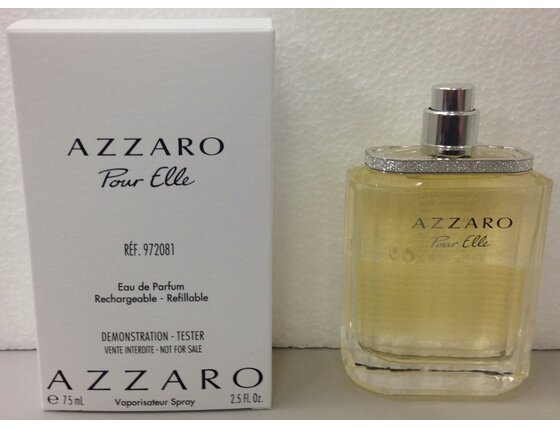 AZZARO
Pour Elle
RÉF. 972081
Eau de Parfum
Rechargeable - Refillable
DEMONSTRATION - TESTER
VENTE INTERDITE - NOT FOR SALE
AZZARO
℮ 75 mL Vaporisateur Spray 2.5 Fl. Oz.
AZZARO
Pour Elle